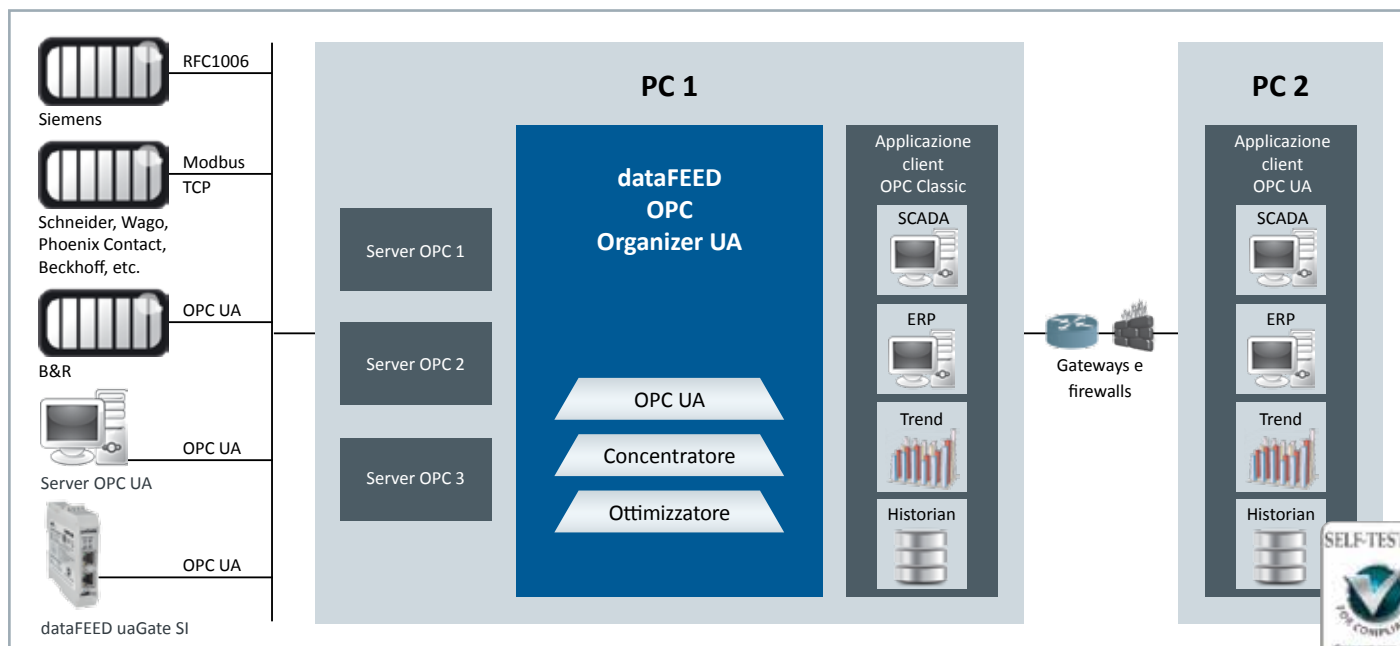 RFC1006
Siemens
Modbus
TCP
Schneider, Wago,
Phoenix Contact,
Beckhoff, etc.
OPC UA
B&R
OPC UA
Server OPC UA
OPC UA
dataFEED uaGate SI
PC 1
Server OPC 1
Server OPC 2
Server OPC 3
dataFEED
OPC
Organizer UA
OPC UA
Concentratore
Ottimizzatore
Applicazione
client
OPC Classic
SCADA
ERP
Trend
Historian
Gateways e
firewalls
PC 2
Applicazione
client
OPC UA
SCADA
ERP
Trend
Historian
SELF-TEST
FOR COMPLI